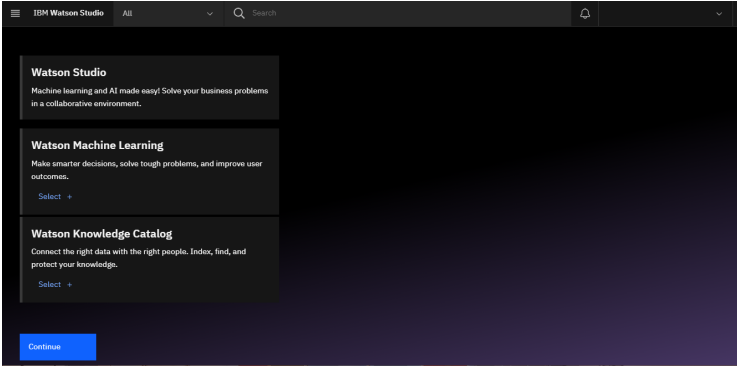 IBM Watson Studio All Search
Watson Studio
Machine learning and AI made easy! Solve your business problems
in a collaborative environment.
Watson Machine Learning
Make smarter decisions, solve tough problems, and improve user
outcomes.
Select +
Watson Knowledge Catalog
Connect the right data with the right people. Index, find, and
protect your knowledge.
Select +
Continue